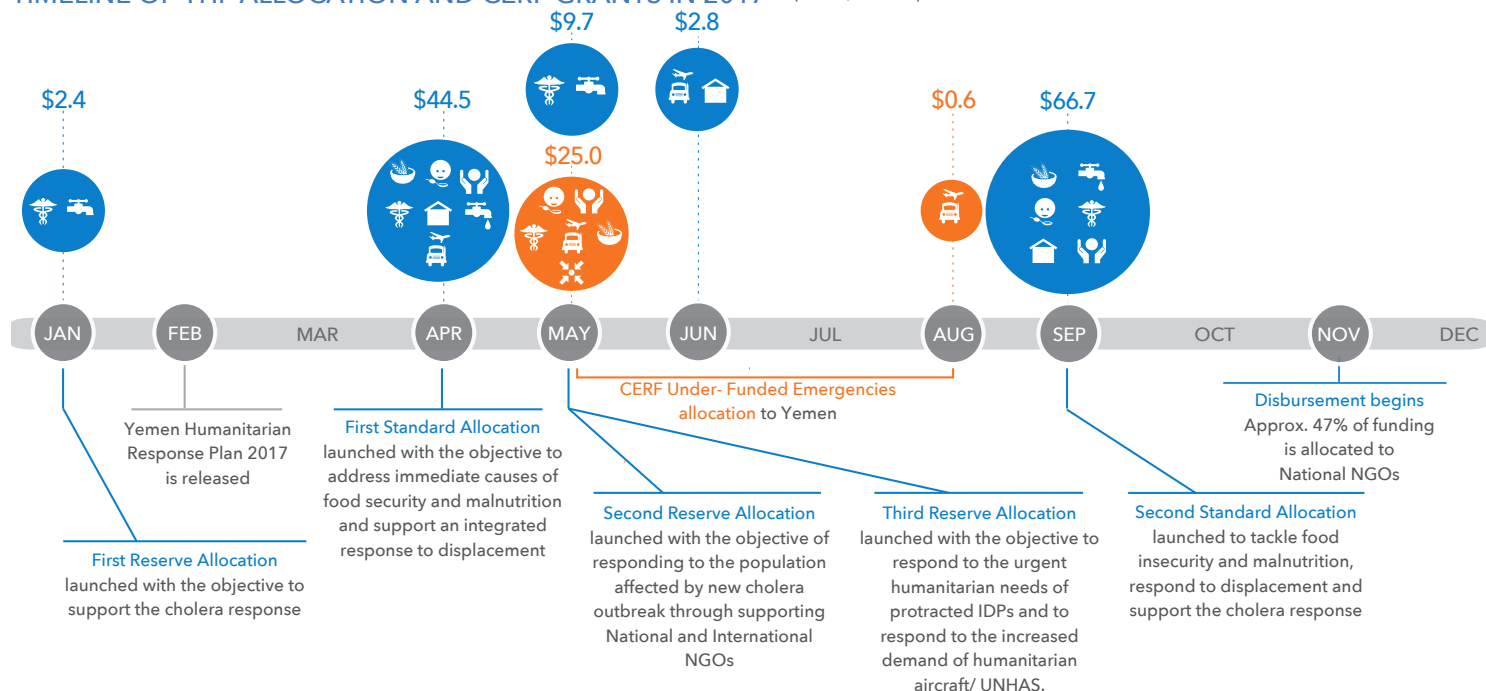 $9.7
$2.8
$2.4
$44.5
$0.6
$66.7
$25.0
JAN
FEB
MAR
APR
MAY
JUN
JUL
AUG
SEP
OCT
NOV
DEC
CERF Under- Funded Emergencies
allocation to Yemen
Yemen Humanitarian
Response Plan 2017
is released
First Standard Allocation
launched with the objective to
address immediate causes of
food security and malnutrition
and support an integrated
response to displacement
Disbursement begins
Approx. 47% of funding
is allocated to
National NGOs
First Reserve Allocation
launched with the objective to
support the cholera response
Second Reserve Allocation
launched with the objective of
responding to the population
affected by new cholera
outbreak through supporting
National and International
NGOs
Third Reserve Allocation
launched with the objective to
respond to the urgent
humanitarian needs of
protracted IDPs and to
respond to the increased
demand of humanitarian
aircraft/ UNHAS.
Second Standard Allocation
launched to tackle food
insecurity and malnutrition,
respond to displacement and
support the cholera response